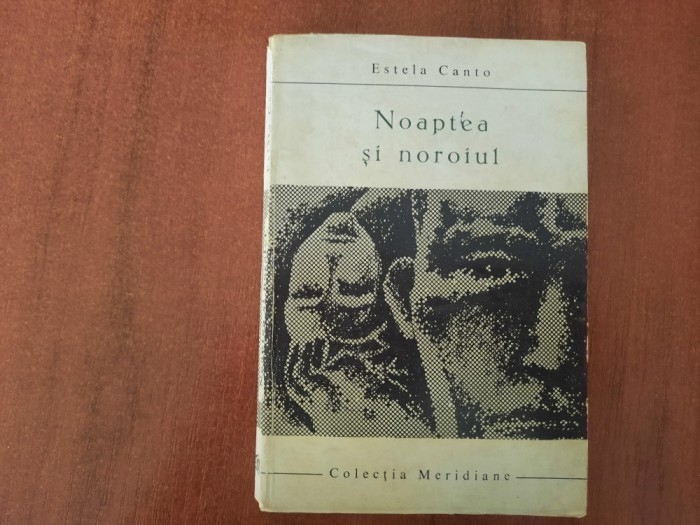 Estela Canto
Noaptea
și noroiul
Colecția Meridiane